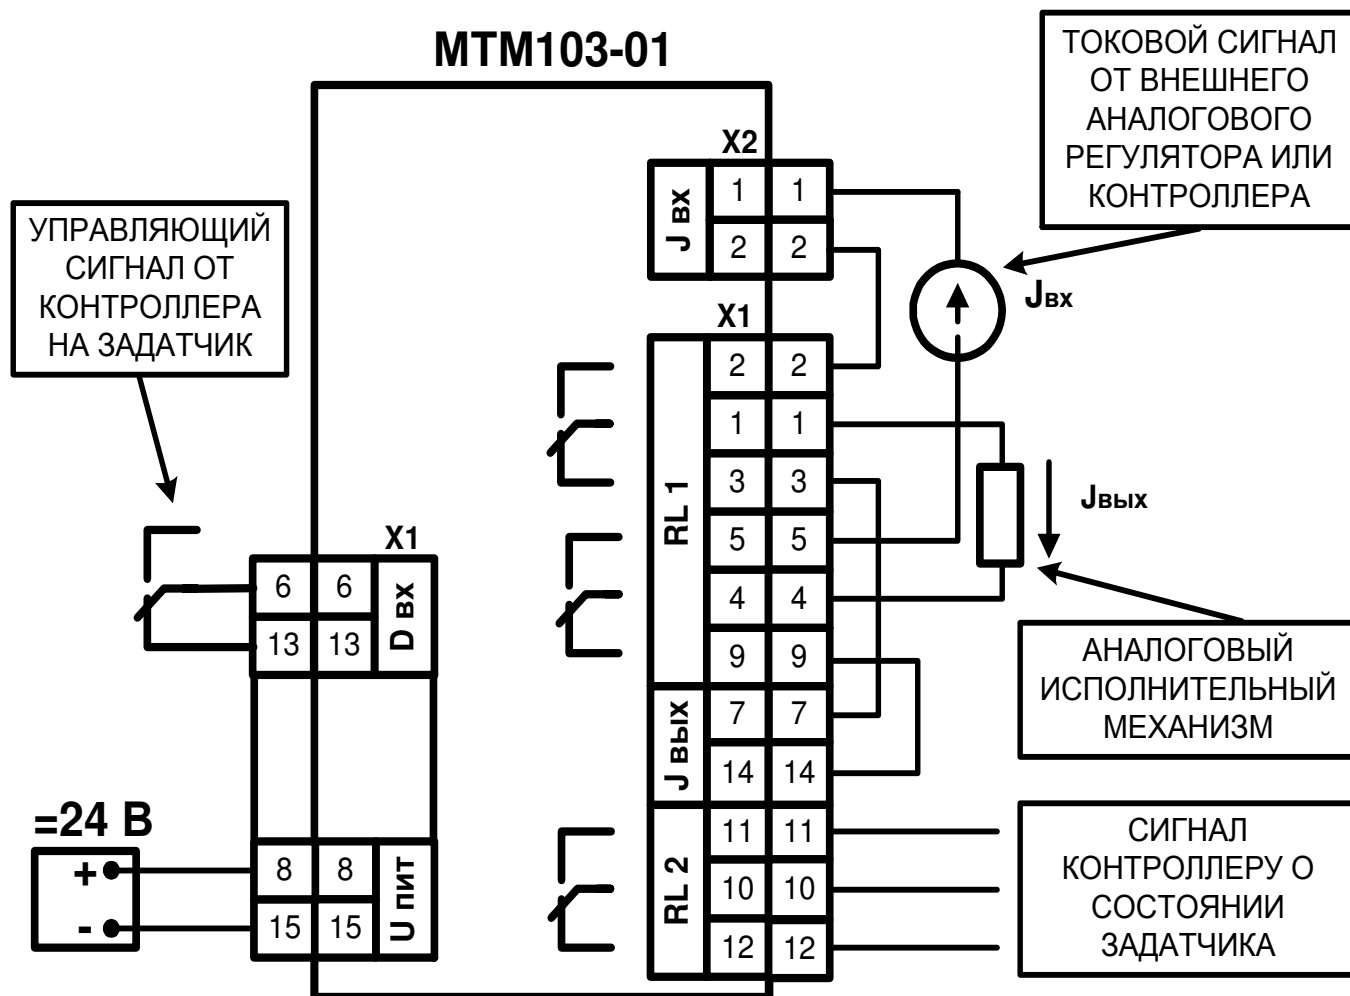 МТМ103-01
ТОКОВОЙ СИГНАЛ
ОТ ВНЕШНЕГО
АНАЛОГОВОГО
РЕГУЛЯТОРА ИЛИ
КОНТРОЛЛЕРА
УПРАВЛЯЮЩИЙ
СИГНАЛ ОТ
КОНТРОЛЛЕРА
НА ЗАДАТЧИК
X2
J вх
1 1
2 2
Jвх
X1
RL 1
2 2
1 1
3 3
5 5
4 4
9 9
Jвых
J вых
7 7
14 14
RL 2
11 11
10 10
12 12
X1
6 6
13 13
D вх
=24 В
+
-
8 8
15 15
U пит
АНАЛОГОВЫЙ
ИСПОЛНИТЕЛЬНЫЙ
МЕХАНИЗМ
СИГНАЛ
КОНТРОЛЛЕРУ О
СОСТОЯНИИ
ЗАДАТЧИКА